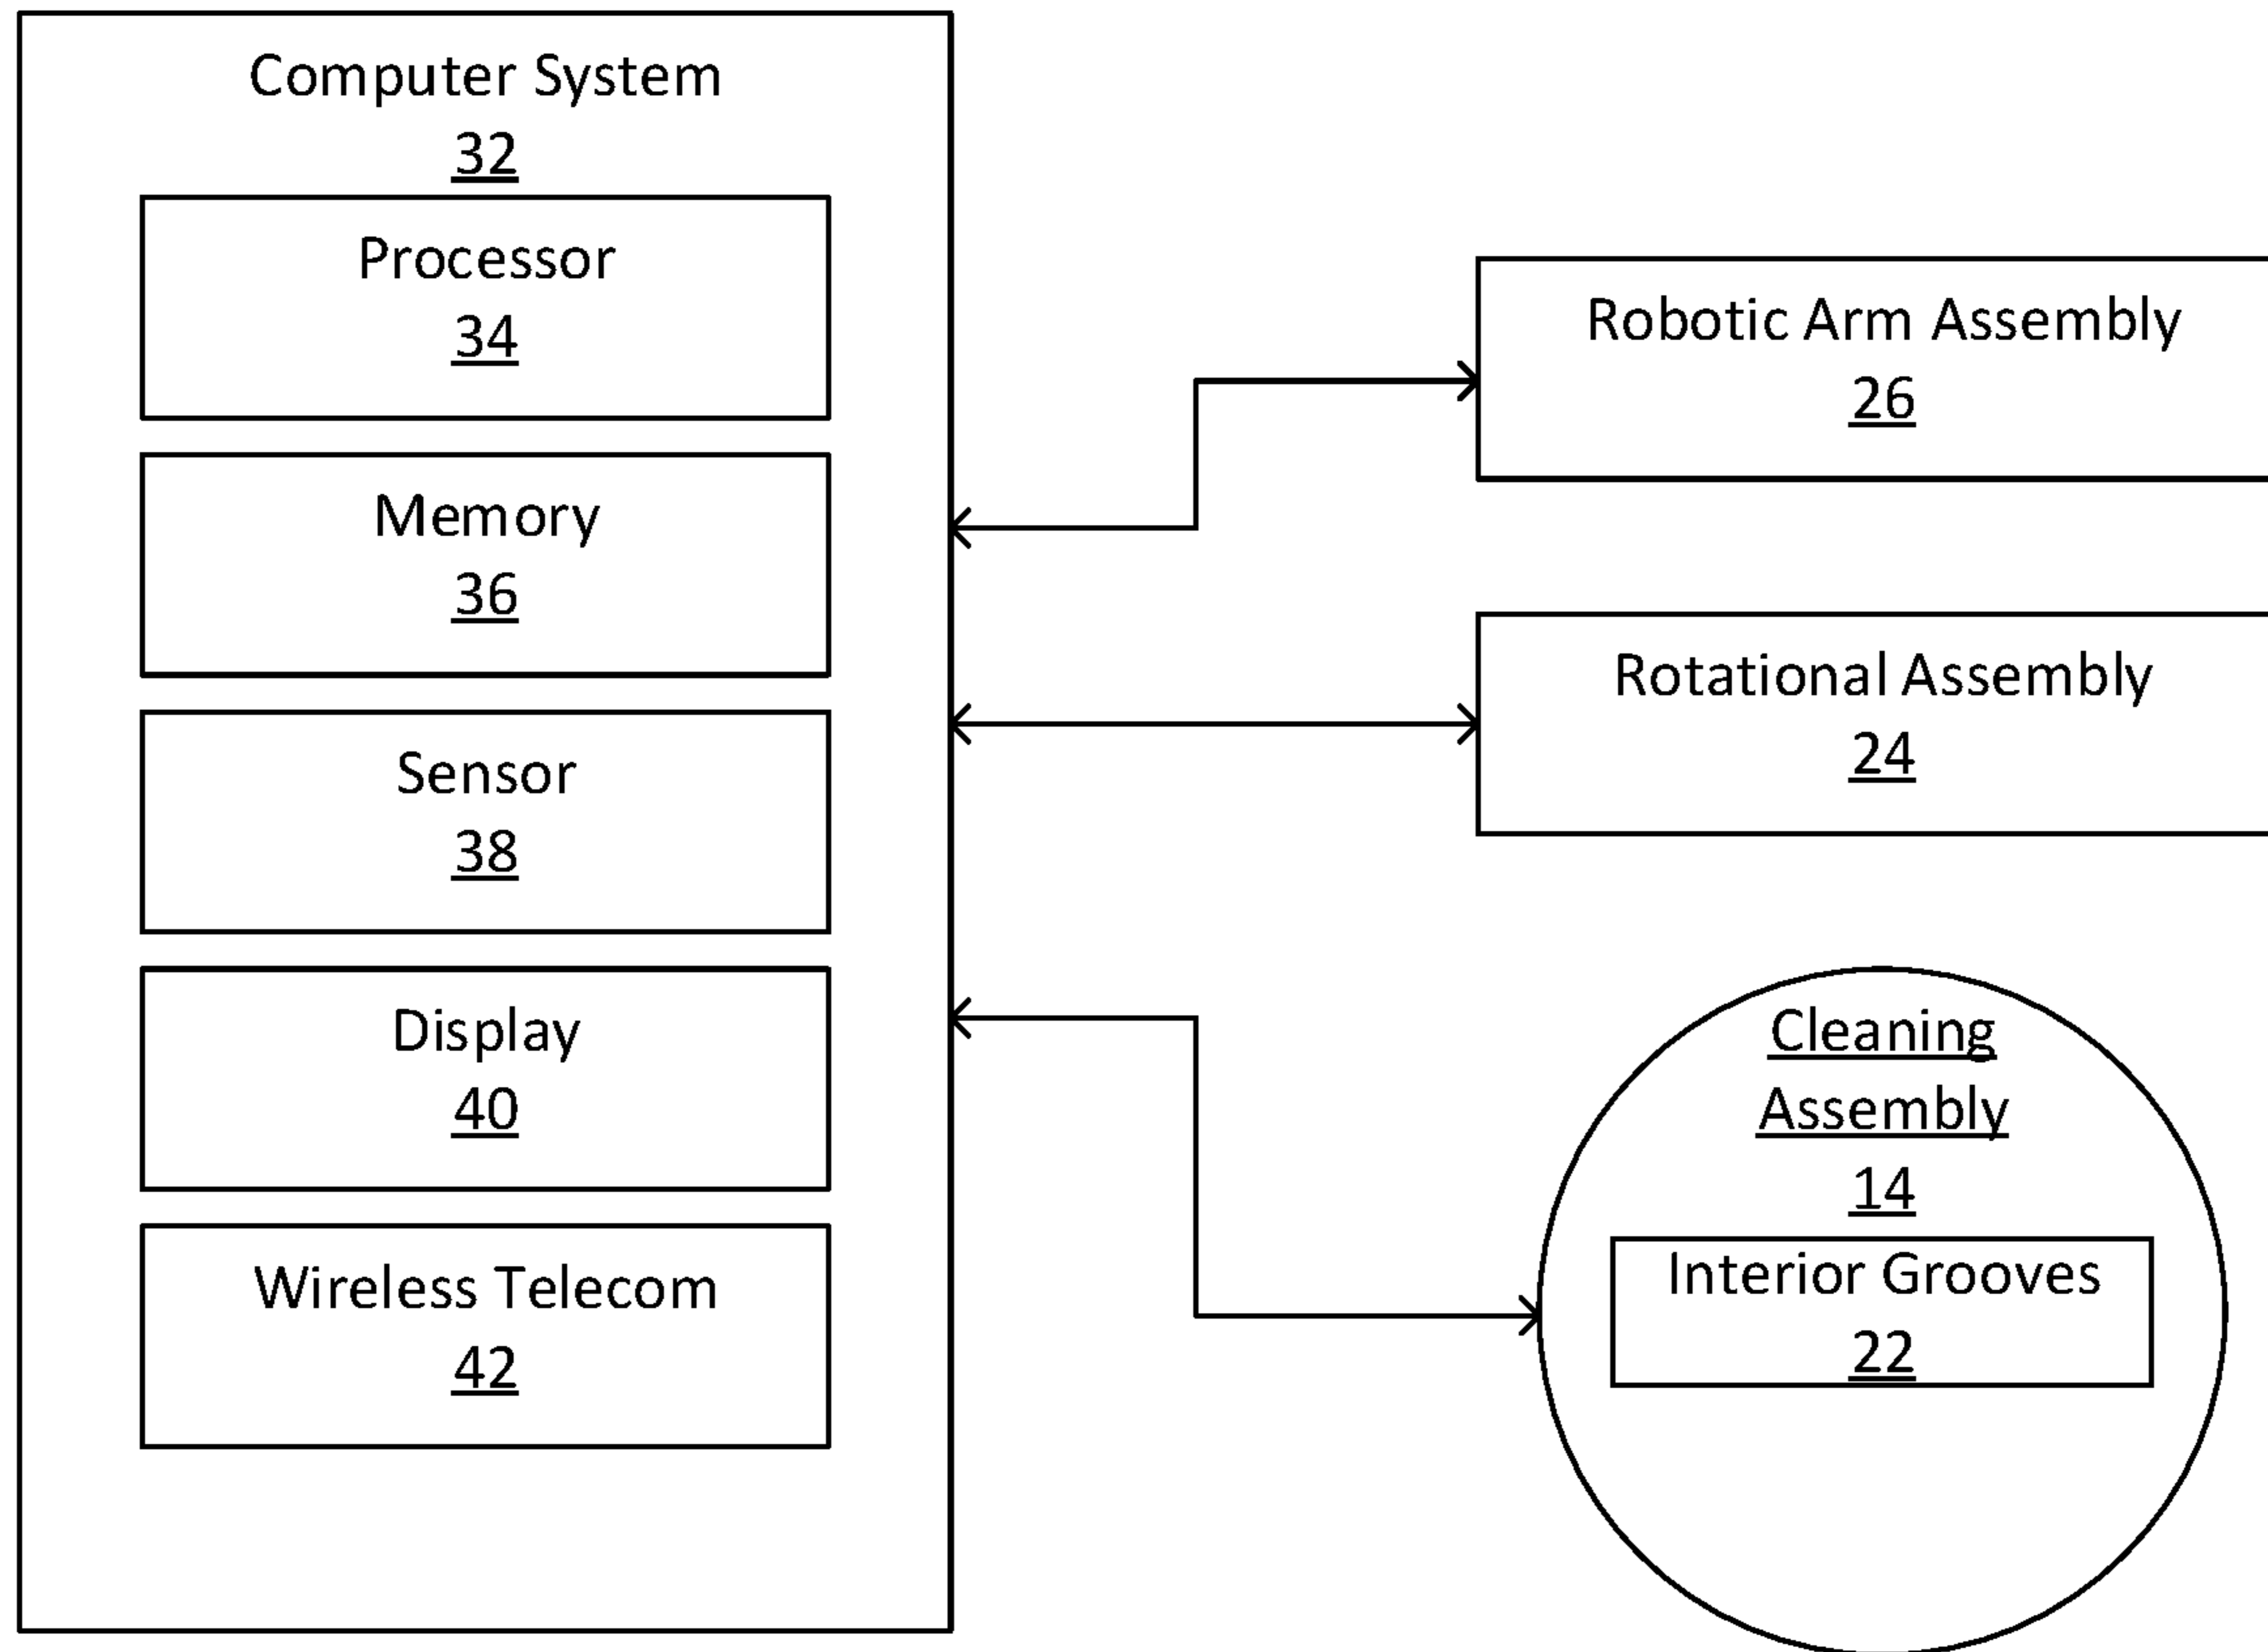 Computer System
32
Processor
34
Memory
36
Sensor
38
Display
40
Wireless Telecom
42
Robotic Arm Assembly
26
Rotational Assembly
24
Cleaning
Assembly
14
Interior Grooves
22